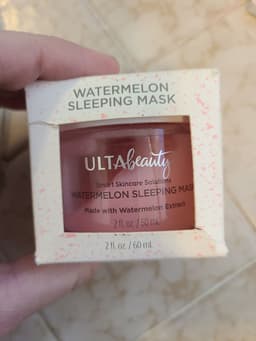 WATERMELON
SLEEPING MASK
ULTAbeauty
Smart Skincare Solutions
WATERMELON SLEEPING MASK
Made with Watermelon Extract
2 fl. oz / 60 mL
2 fl. oz. / 60 mL